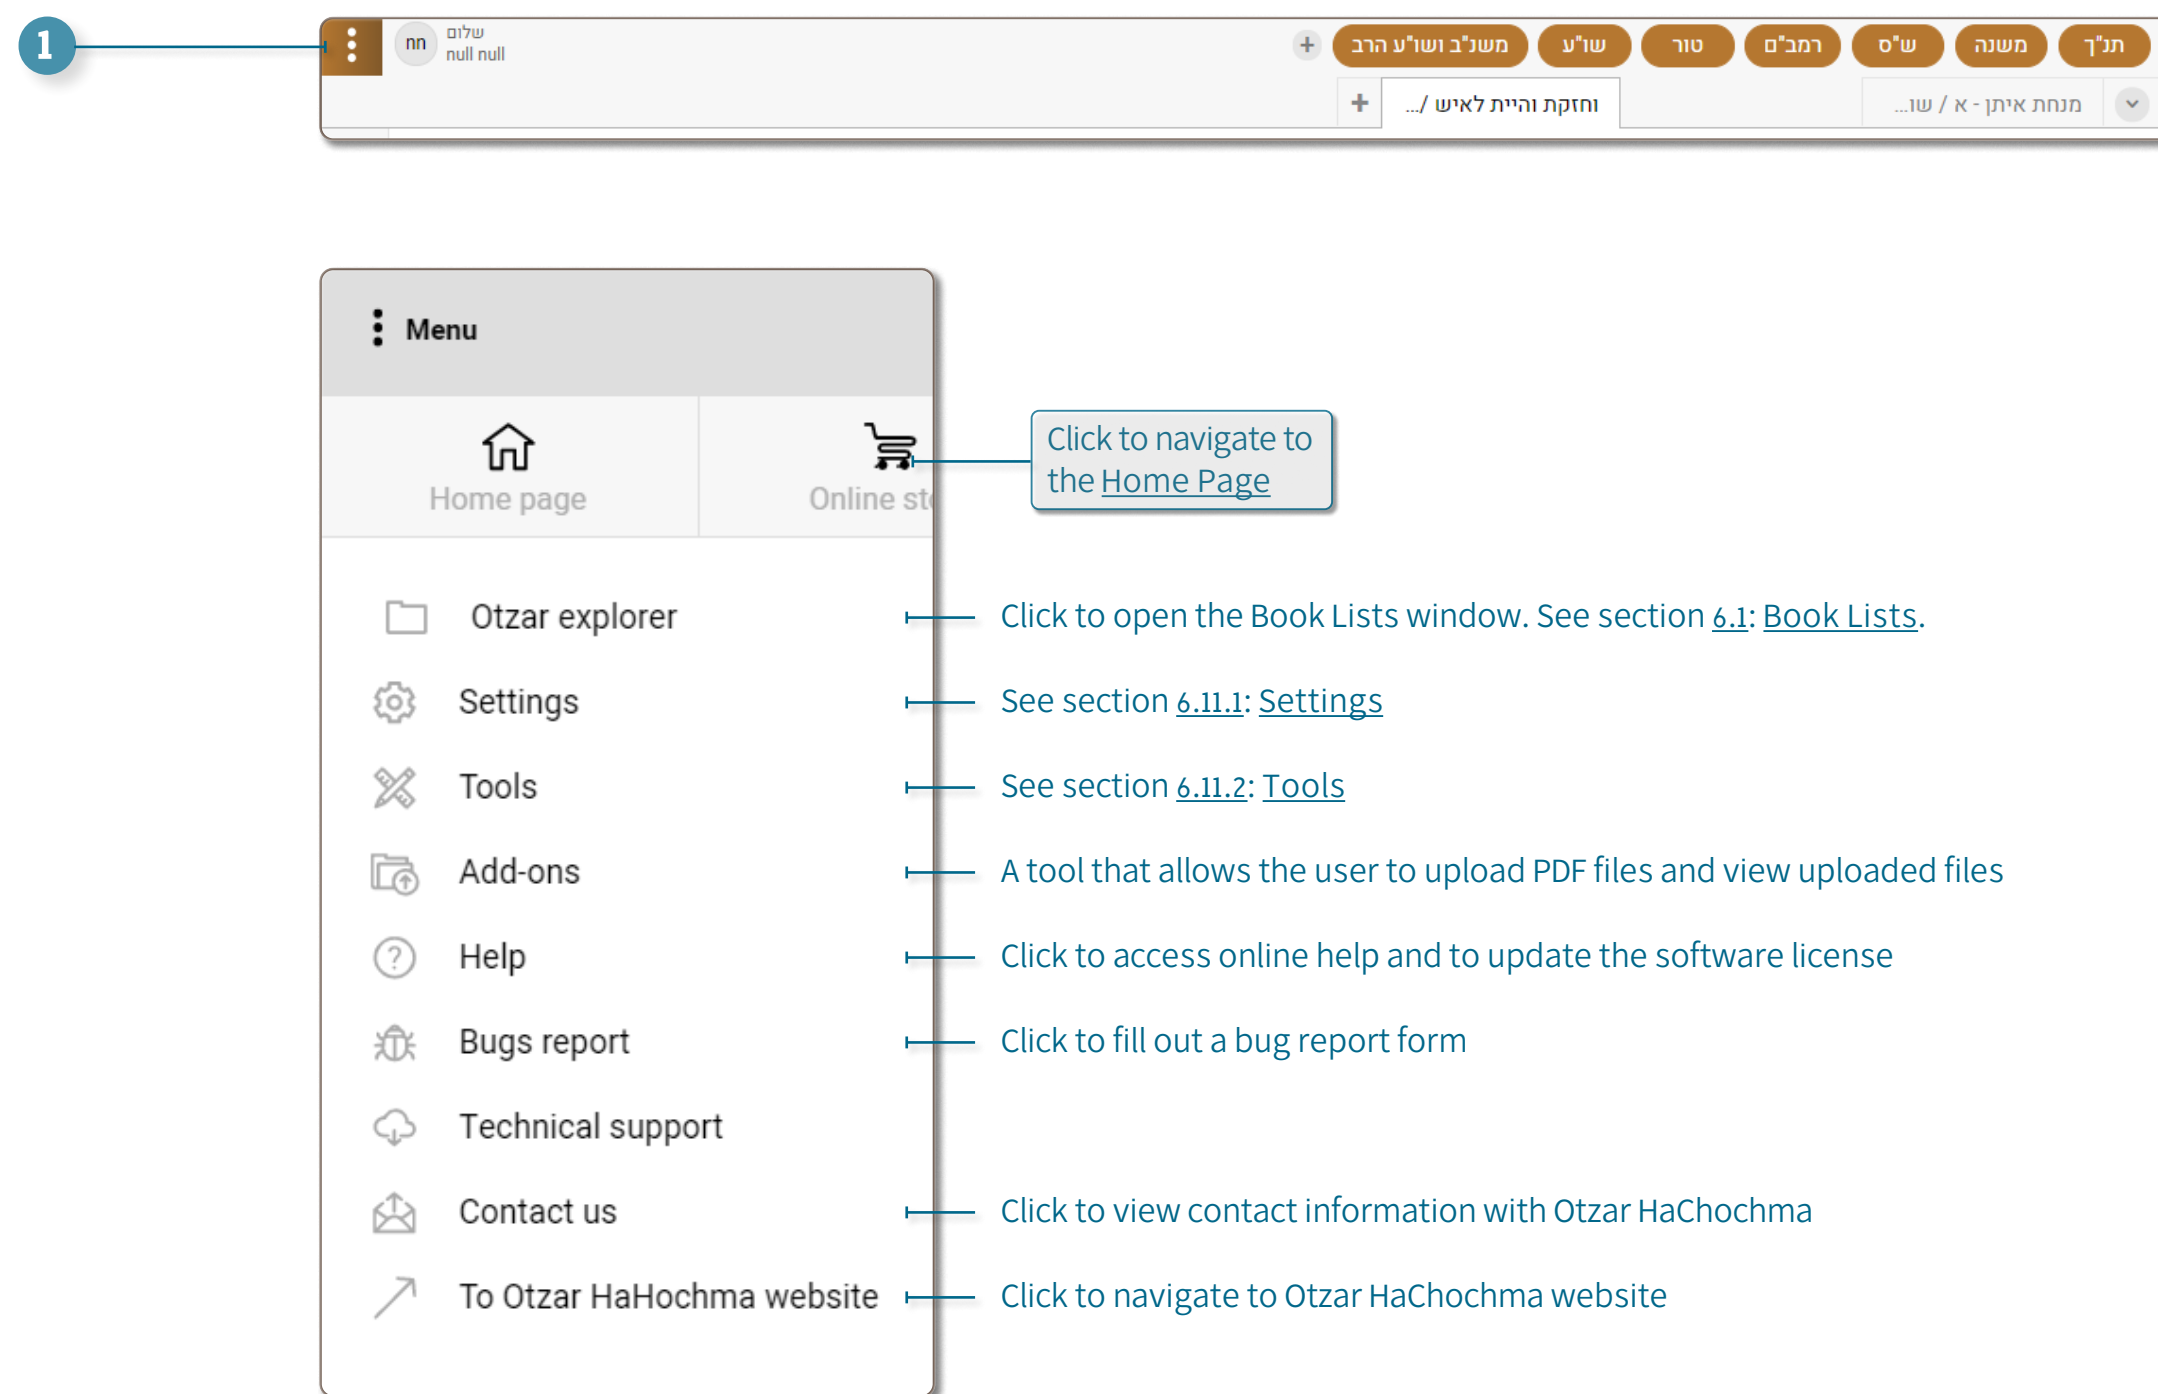 1
nn
שלום
null null
+
תנ"ך משנה ש"ס רמב"ם טור שו"ע משנ"ב ושו"ע הרב
מנחת איתן - א / שו...
וחזקת והיית לאיש /...
+
Menu
Home page
Online sto
Click to navigate to
the Home Page
Otzar explorer
Click to open the Book Lists window. See section 6.1: Book Lists.
Settings
See section 6.11.1: Settings
Tools
See section 6.11.2: Tools
Add-ons
A tool that allows the user to upload PDF files and view uploaded files
Help
Click to access online help and to update the software license
Bugs report
Click to fill out a bug report form
Technical support
Contact us
Click to view contact information with Otzar HaChochma
To Otzar HaHochma website
Click to navigate to Otzar HaChochma website